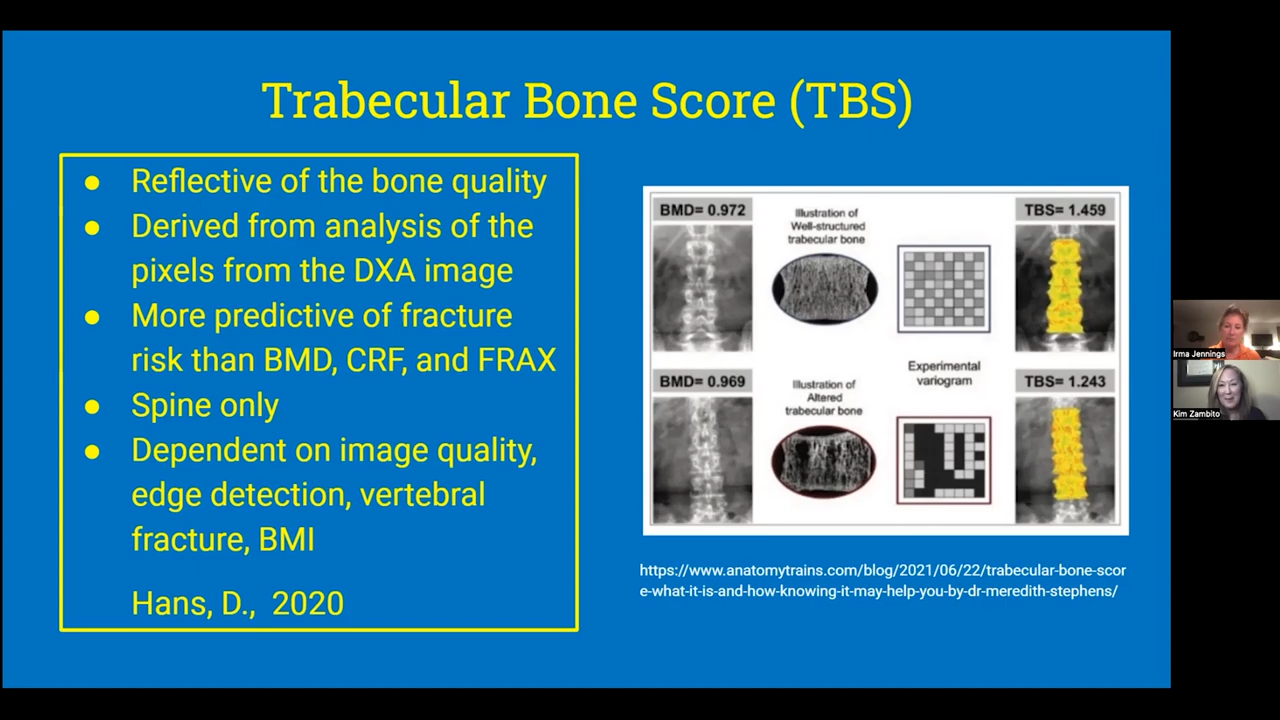 Trabecular Bone Score (TBS)
● Reflective of the bone quality
● Derived from analysis of the
pixels from the DXA image
● More predictive of fracture
risk than BMD, CRF, and FRAX
● Spine only
● Dependent on image quality,
edge detection, vertebral
fracture, BMI
Hans, D., 2020
BMD= 0.972
Illustration of
Well-structured
trabecular bone
TBS= 1.459
Experimental
variogram
BMD= 0.969
Illustration of
Altered
trabecular bone
TBS= 1.243
https://www.anatomytrains.com/blog/2021/06/22/trabecular-bone-scor
e-what-it-is-and-how-knowing-it-may-help-you-by-dr-meredith-stephens/
Irma Jennings
Kim Zambito